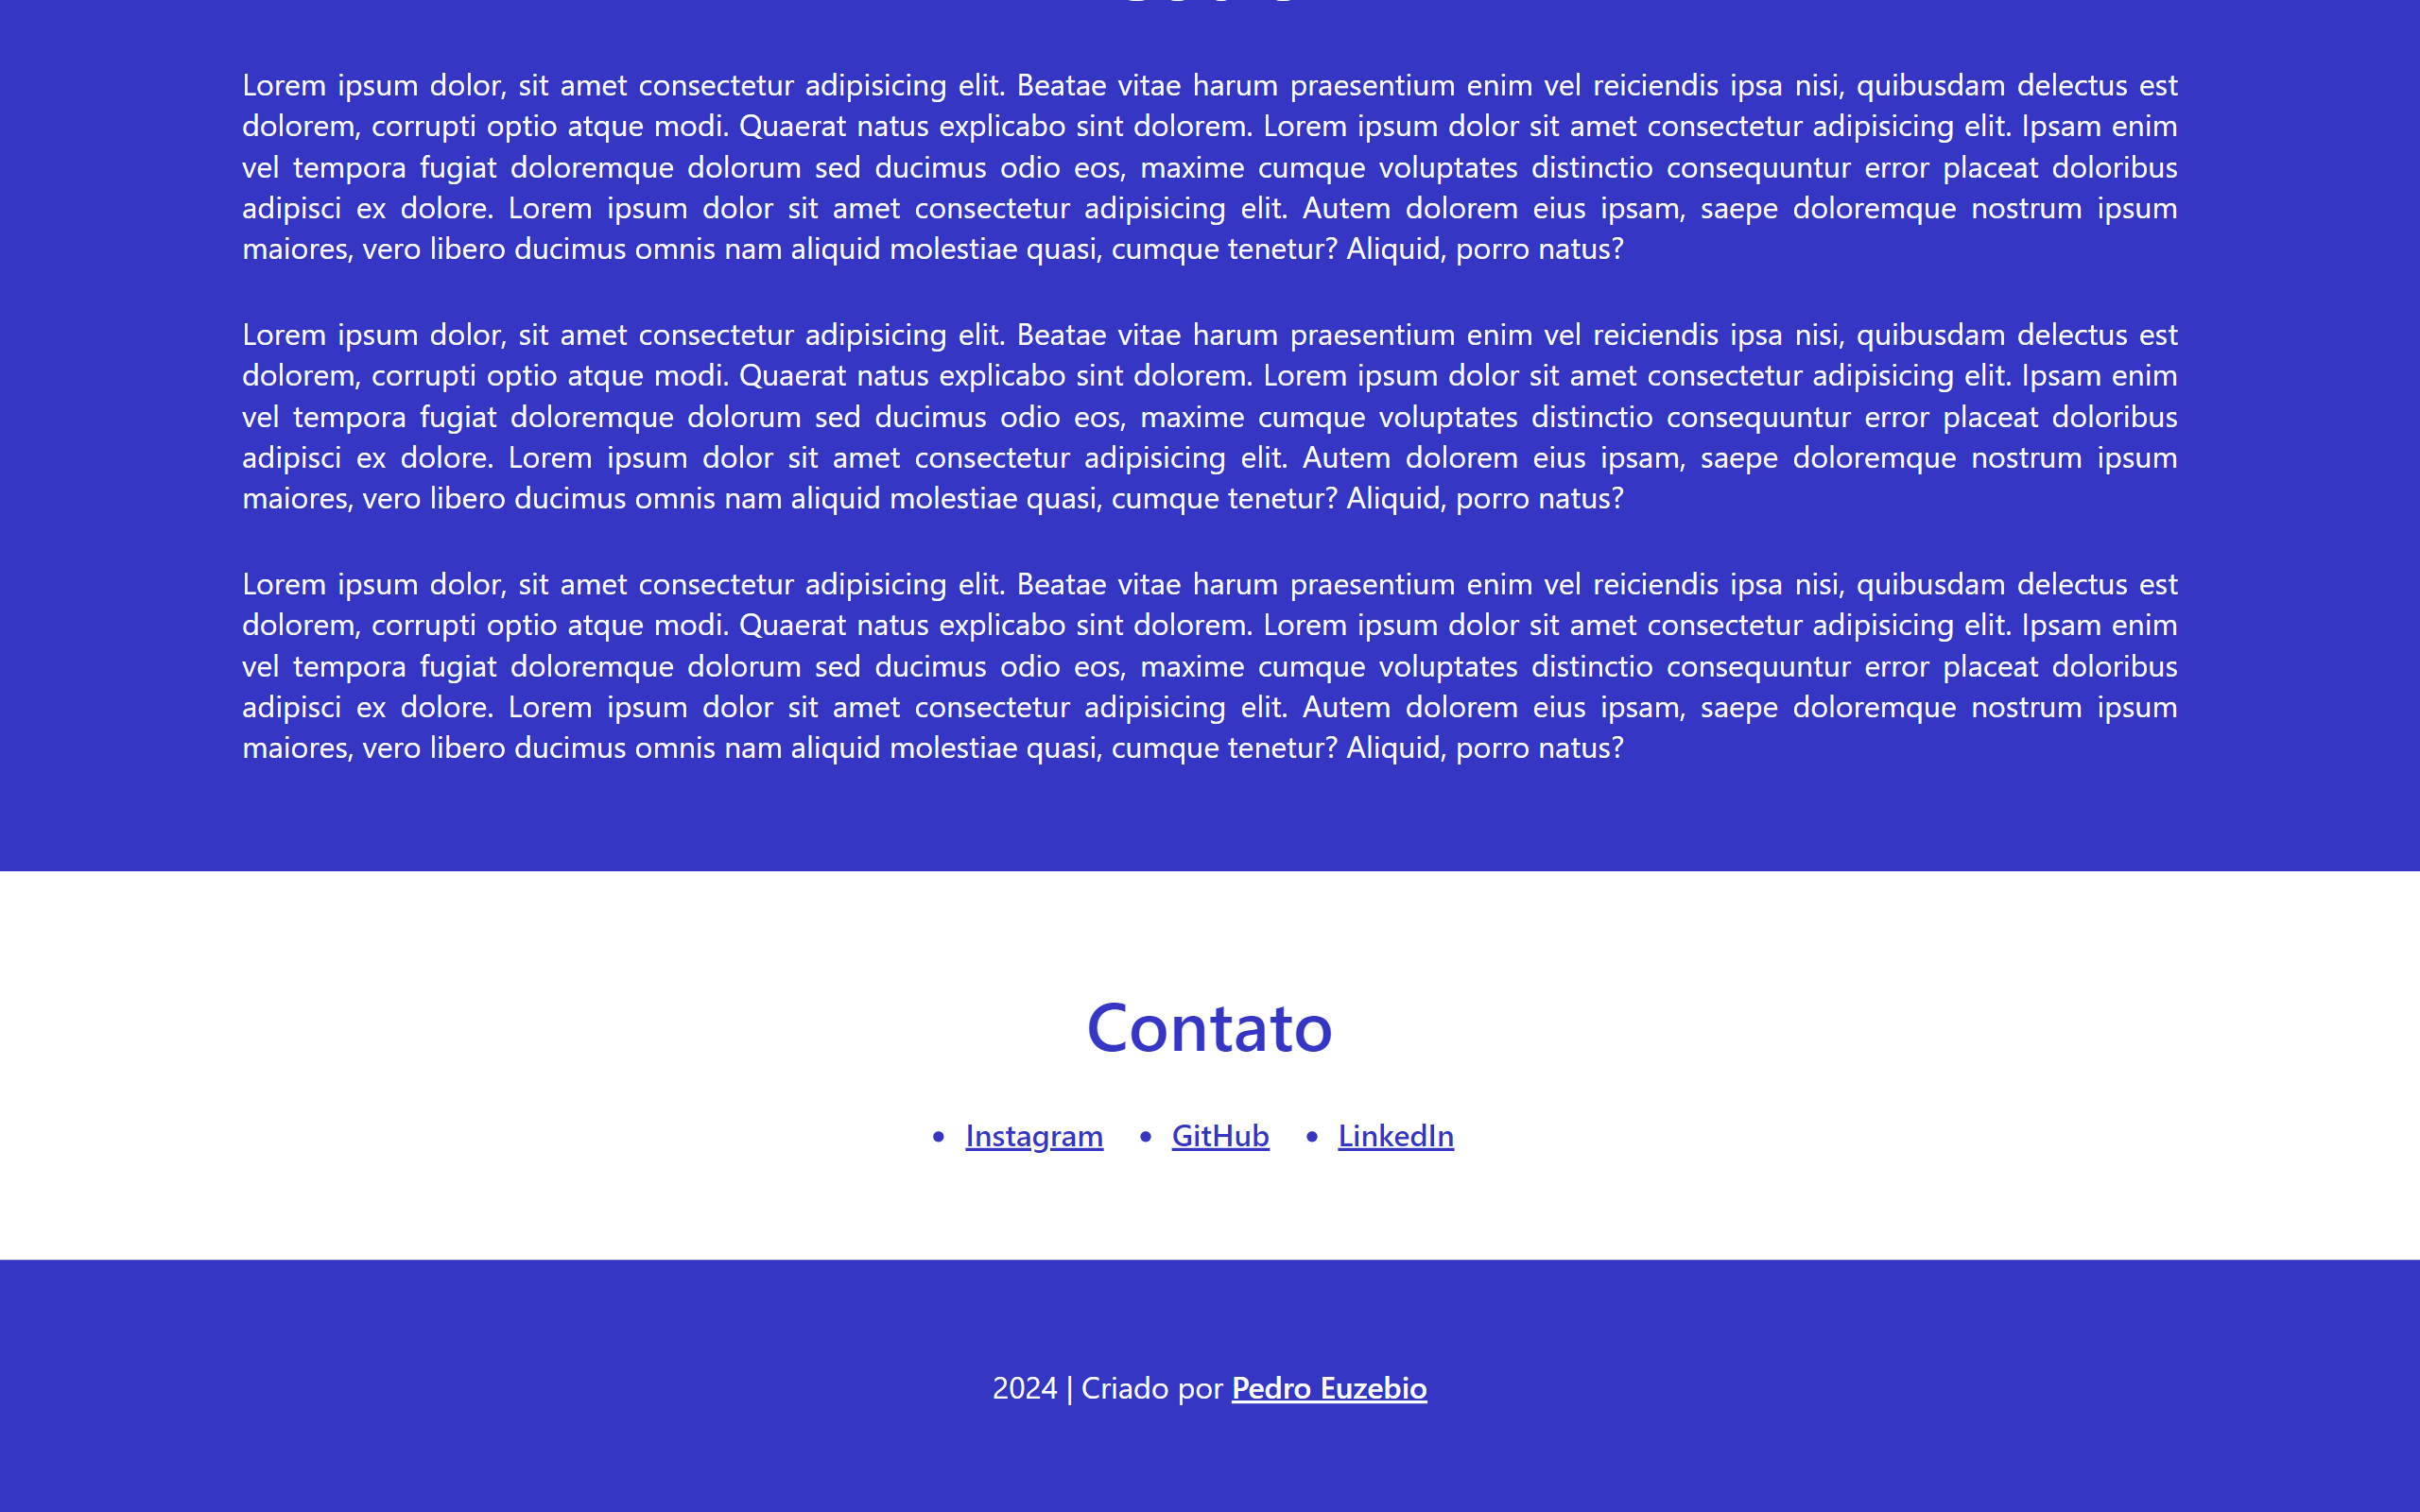 Lorem ipsum dolor, sit amet consectetur adipisicing elit. Beatae vitae harum praesentium enim vel reiciendis ipsa nisi, quibusdam delectus est
dolorem, corrupti optio atque modi. Quaerat natus explicabo sint dolorem. Lorem ipsum dolor sit amet consectetur adipisicing elit. Ipsam enim
vel tempora fugiat doloremque dolorum sed ducimus odio eos, maxime cumque voluptates distinctio consequuntur error placeat doloribus
adipisci ex dolore. Lorem ipsum dolor sit amet consectetur adipisicing elit. Autem dolorem eius ipsam, saepe doloremque nostrum ipsum
maiores, vero libero ducimus omnis nam aliquid molestiae quasi, cumque tenetur? Aliquid, porro natus?
Lorem ipsum dolor, sit amet consectetur adipisicing elit. Beatae vitae harum praesentium enim vel reiciendis ipsa nisi, quibusdam delectus est
dolorem, corrupti optio atque modi. Quaerat natus explicabo sint dolorem. Lorem ipsum dolor sit amet consectetur adipisicing elit. Ipsam enim
vel tempora fugiat doloremque dolorum sed ducimus odio eos, maxime cumque voluptates distinctio consequuntur error placeat doloribus
adipisci ex dolore. Lorem ipsum dolor sit amet consectetur adipisicing elit. Autem dolorem eius ipsam, saepe doloremque nostrum ipsum
maiores, vero libero ducimus omnis nam aliquid molestiae quasi, cumque tenetur? Aliquid, porro natus?
Lorem ipsum dolor, sit amet consectetur adipisicing elit. Beatae vitae harum praesentium enim vel reiciendis ipsa nisi, quibusdam delectus est
dolorem, corrupti optio atque modi. Quaerat natus explicabo sint dolorem. Lorem ipsum dolor sit amet consectetur adipisicing elit. Ipsam enim
vel tempora fugiat doloremque dolorum sed ducimus odio eos, maxime cumque voluptates distinctio consequuntur error placeat doloribus
adipisci ex dolore. Lorem ipsum dolor sit amet consectetur adipisicing elit. Autem dolorem eius ipsam, saepe doloremque nostrum ipsum
maiores, vero libero ducimus omnis nam aliquid molestiae quasi, cumque tenetur? Aliquid, porro natus?
Contato
• Instagram • GitHub • LinkedIn
2024 | Criado por Pedro Euzebio